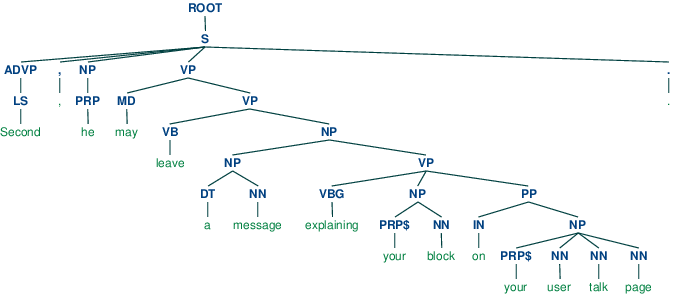 ROOT
S
ADVP , NP VP .
LS , PRP MD VP .
Second he may VB NP
leave NP VP
DT NN VBG NP PP
a message explaining PRP$ NN IN NP
your block on PRP$ NN NN NN
your user talk page